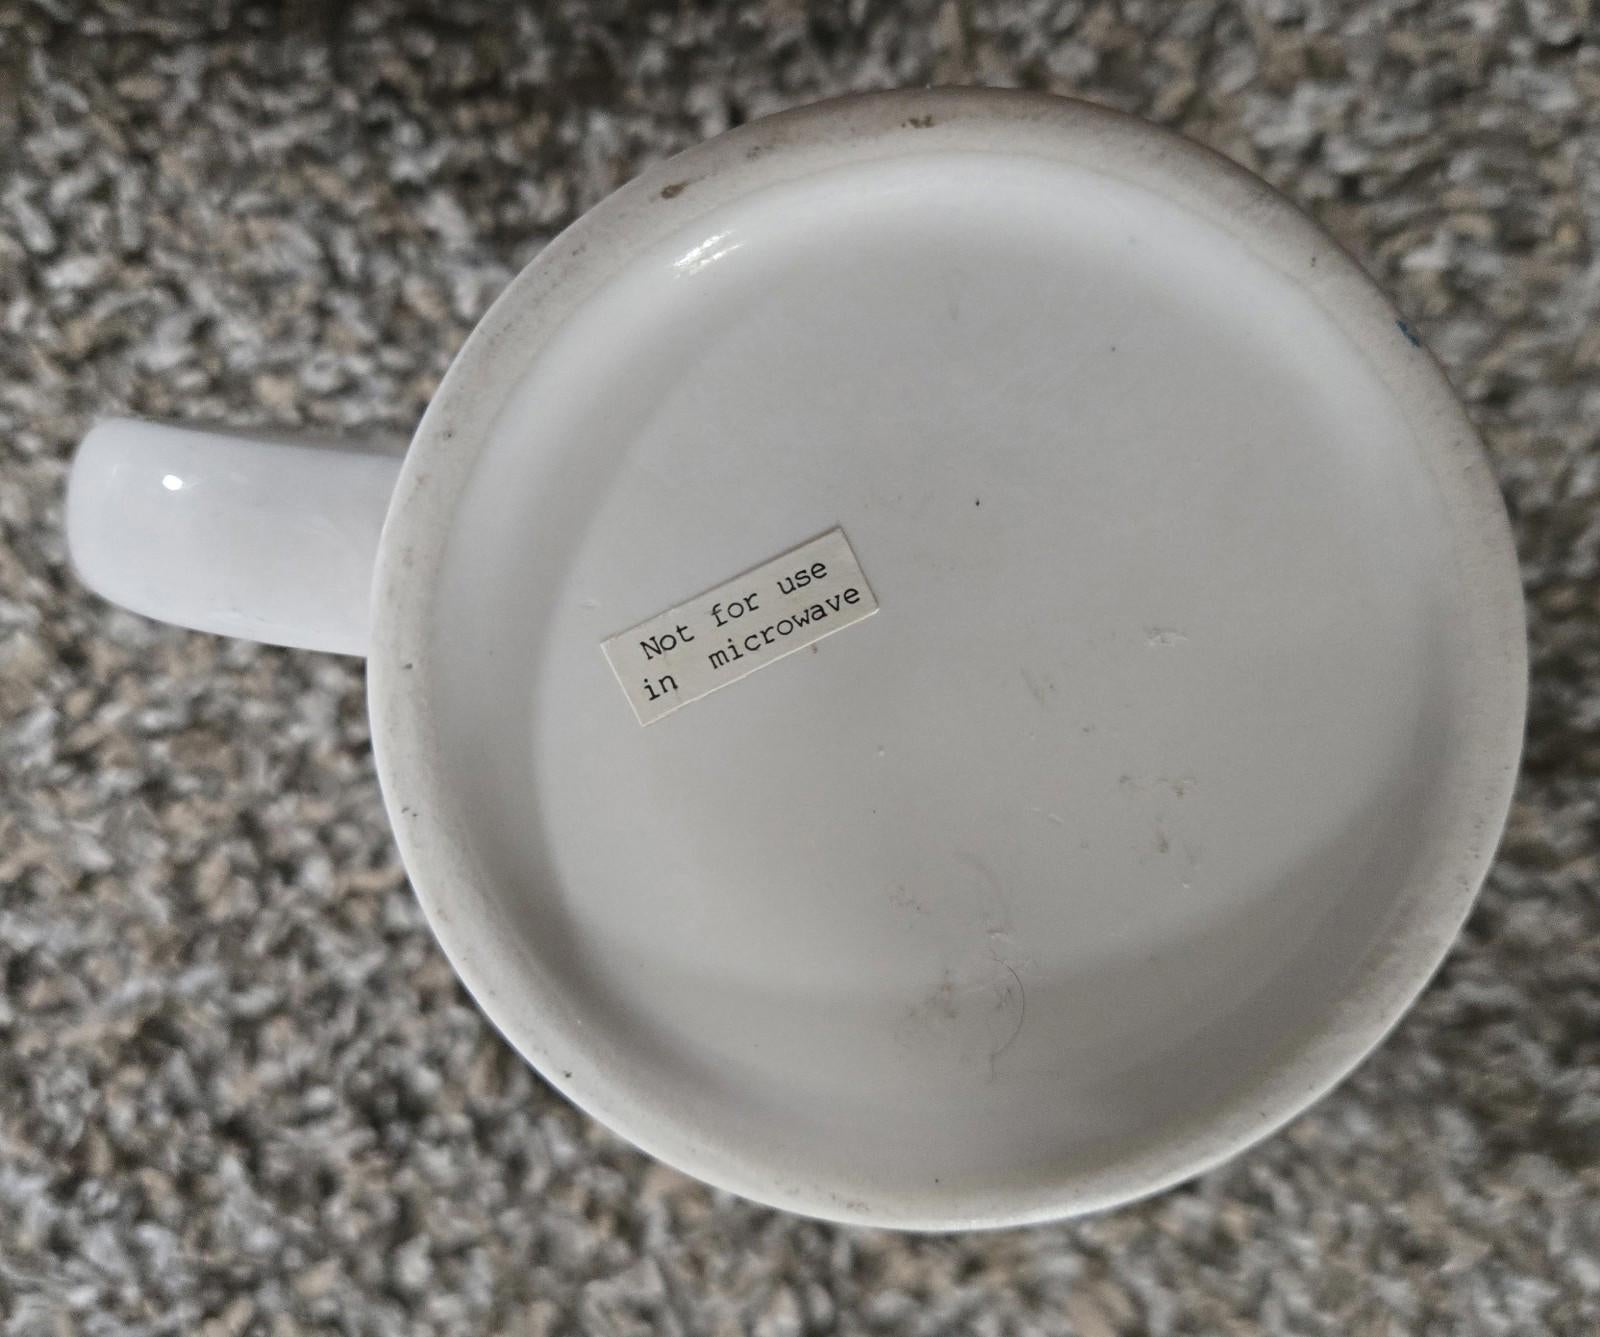 Not for use
in microwave